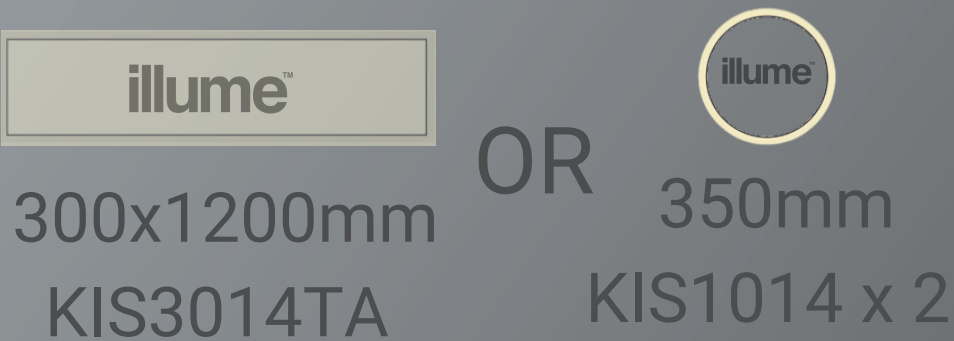 illume™
300x1200mm
KIS3014TA
OR
illume™
350mm
KIS1014 x 2